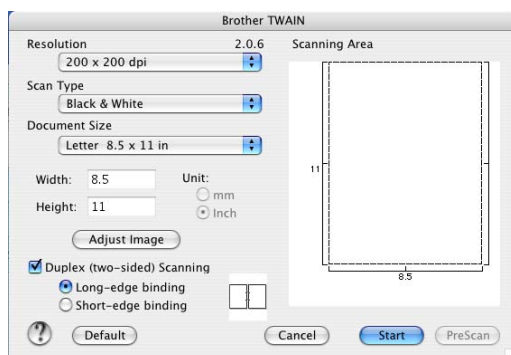 Brother TWAIN
Resolution 2.0.6
200 x 200 dpi
Scan Type
Black & White
Document Size
Letter 8.5 x 11 in
Width: 8.5
Height: 11
Unit:
mm
Inch
Adjust Image
Duplex (two-sided) Scanning
Long-edge binding
Short-edge binding
Scanning Area
11
8.5
? Default Cancel Start PreScan